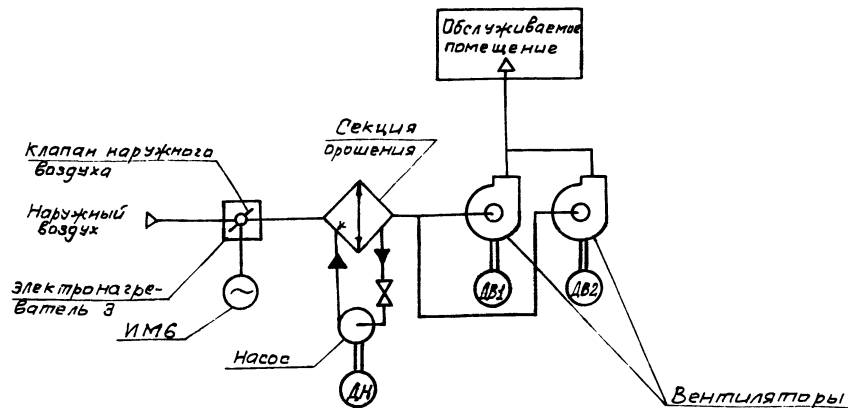 Обслуживаемое
помещение
Секция
орошения
Клапан наружного
воздуха
Наружный
воздух
Электронагре-
ватель 3
ИМ6
Насос
ДН
ДВ1
ДВ2
Вентиляторы